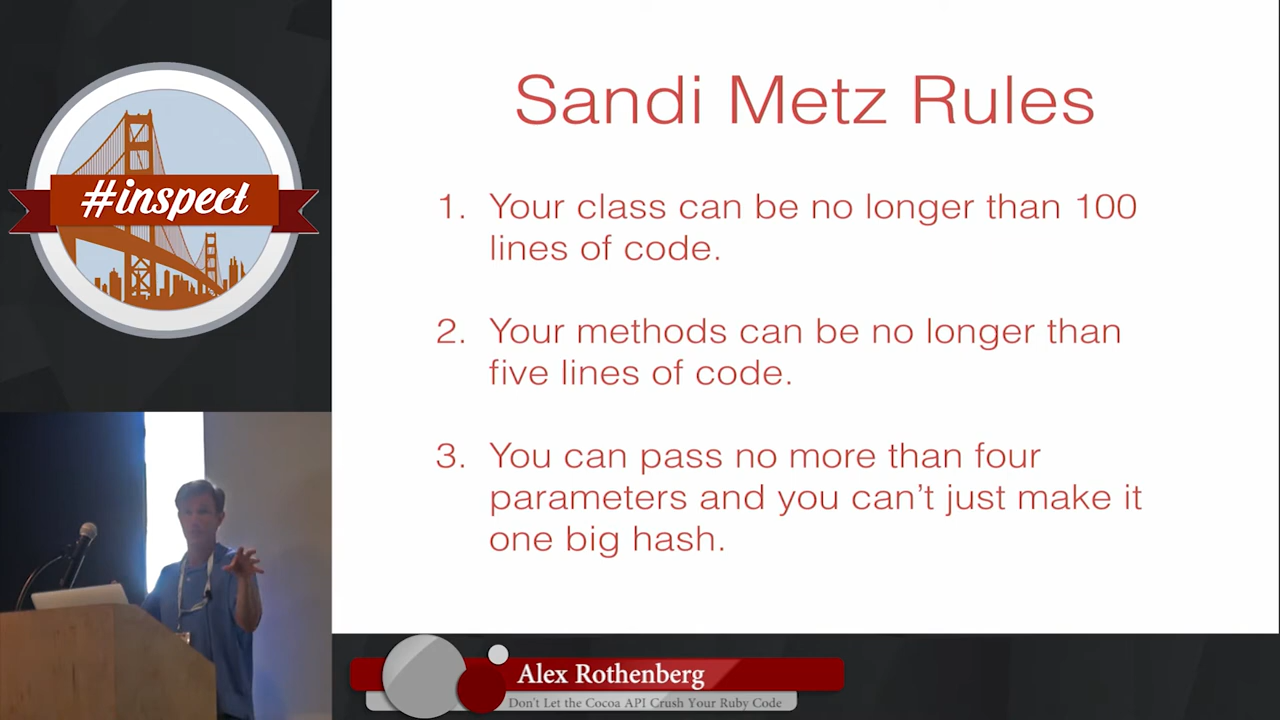 #inspect
Sandi Metz Rules
1. Your class can be no longer than 100
lines of code.
2. Your methods can be no longer than
five lines of code.
3. You can pass no more than four
parameters and you can't just make it
one big hash.
Alex Rothenberg
Don't Let the Cocoa API Crush Your Ruby Code